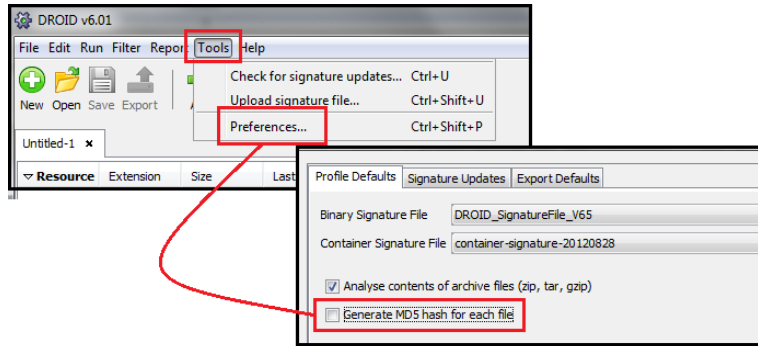 DROID v6.01
File Edit Run Filter Report Tools Help
Check for signature updates... Ctrl+U
New Open Save Export
Upload signature file... Ctrl+Shift+U
Preferences... Ctrl+Shift+P
Untitled-1 ×
Resource Extension Size Last
Profile Defaults Signature Updates Export Defaults
Binary Signature File DROID_SignatureFile_V65
Container Signature File container-signature-20120828
Analyse contents of archive files (zip, tar, gzip)
Generate MD5 hash for each file